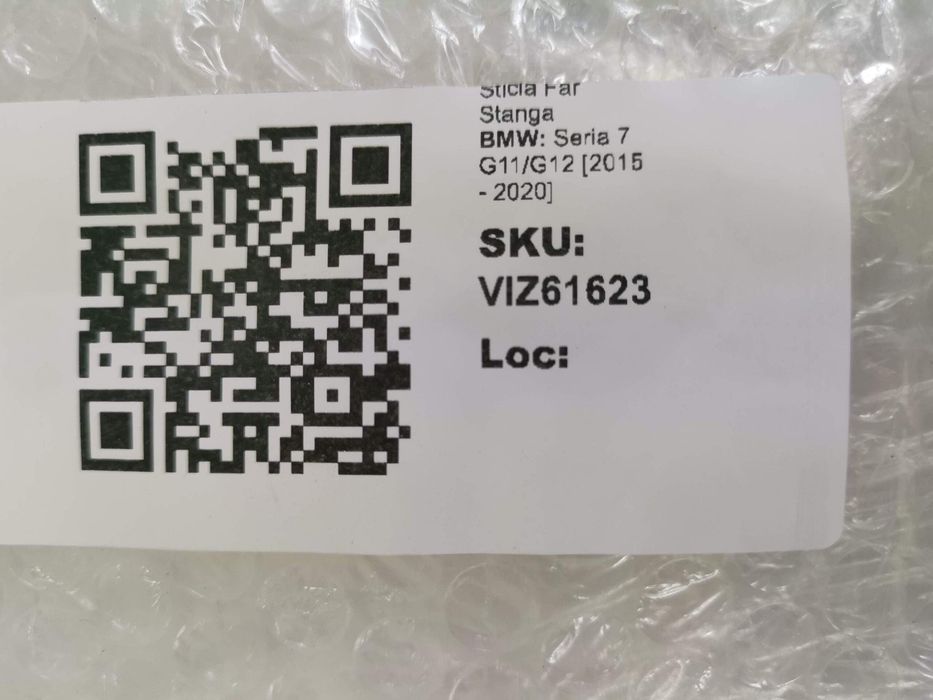 Sticla Far
Stanga
BMW: Seria 7
G11/G12 [2015
- 2020]
SKU:
VIZ61623
Loc: